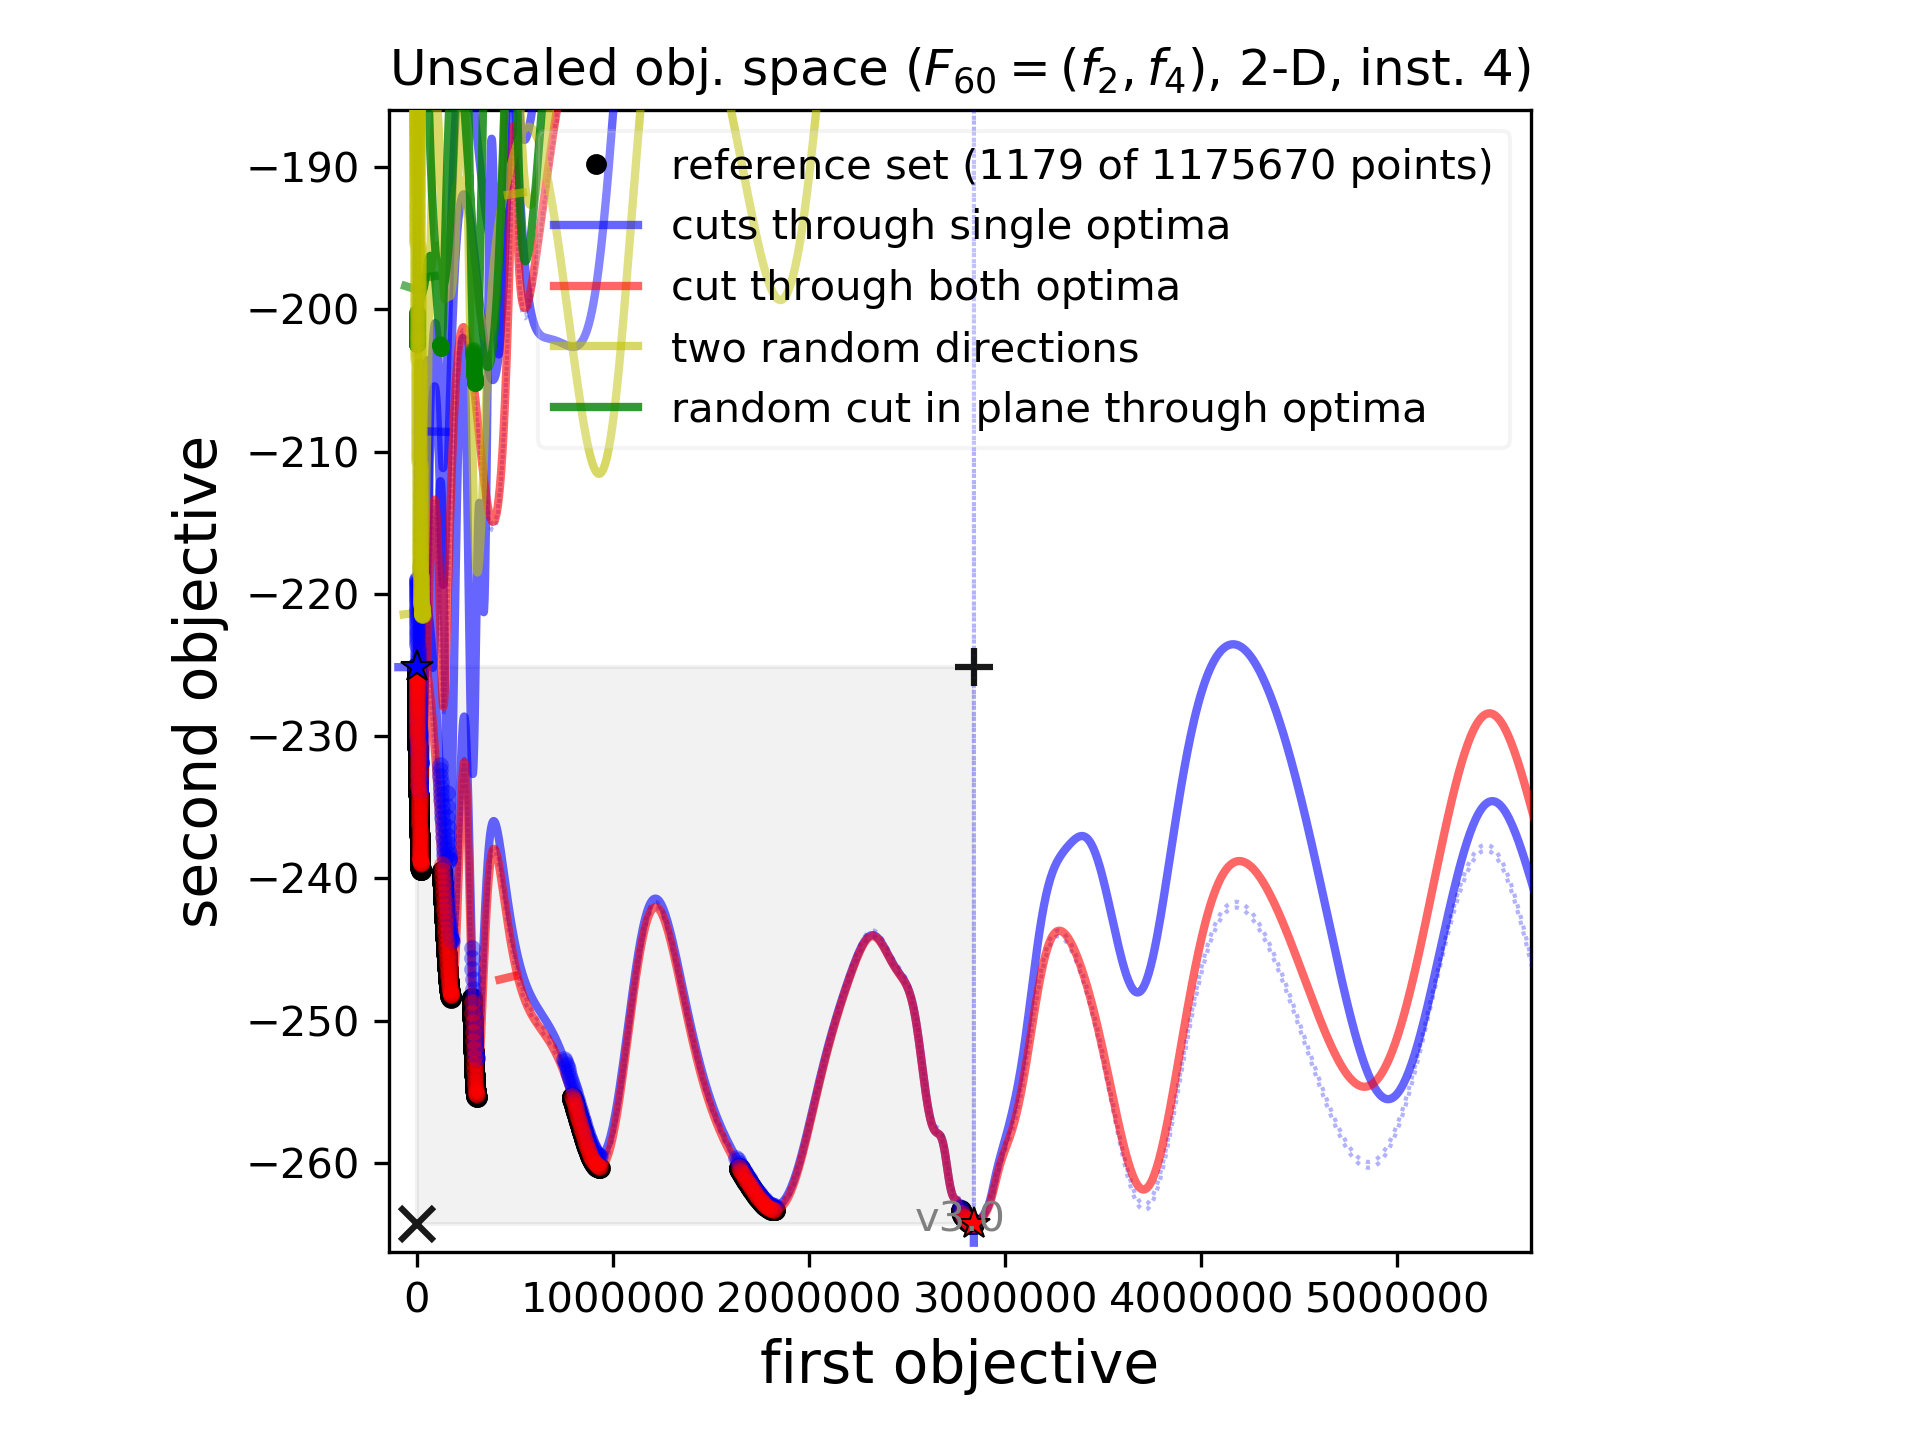 Unscaled obj. space (F60 = (f2, f4), 2-D, inst. 4)
reference set (1179 of 1175670 points)
cuts through single optima
cut through both optima
two random directions
random cut in plane through optima
second objective
−190
−200
−210
−220
−230
−240
−250
−260
v3.0
0 1000000 2000000 3000000 4000000 5000000
first objective